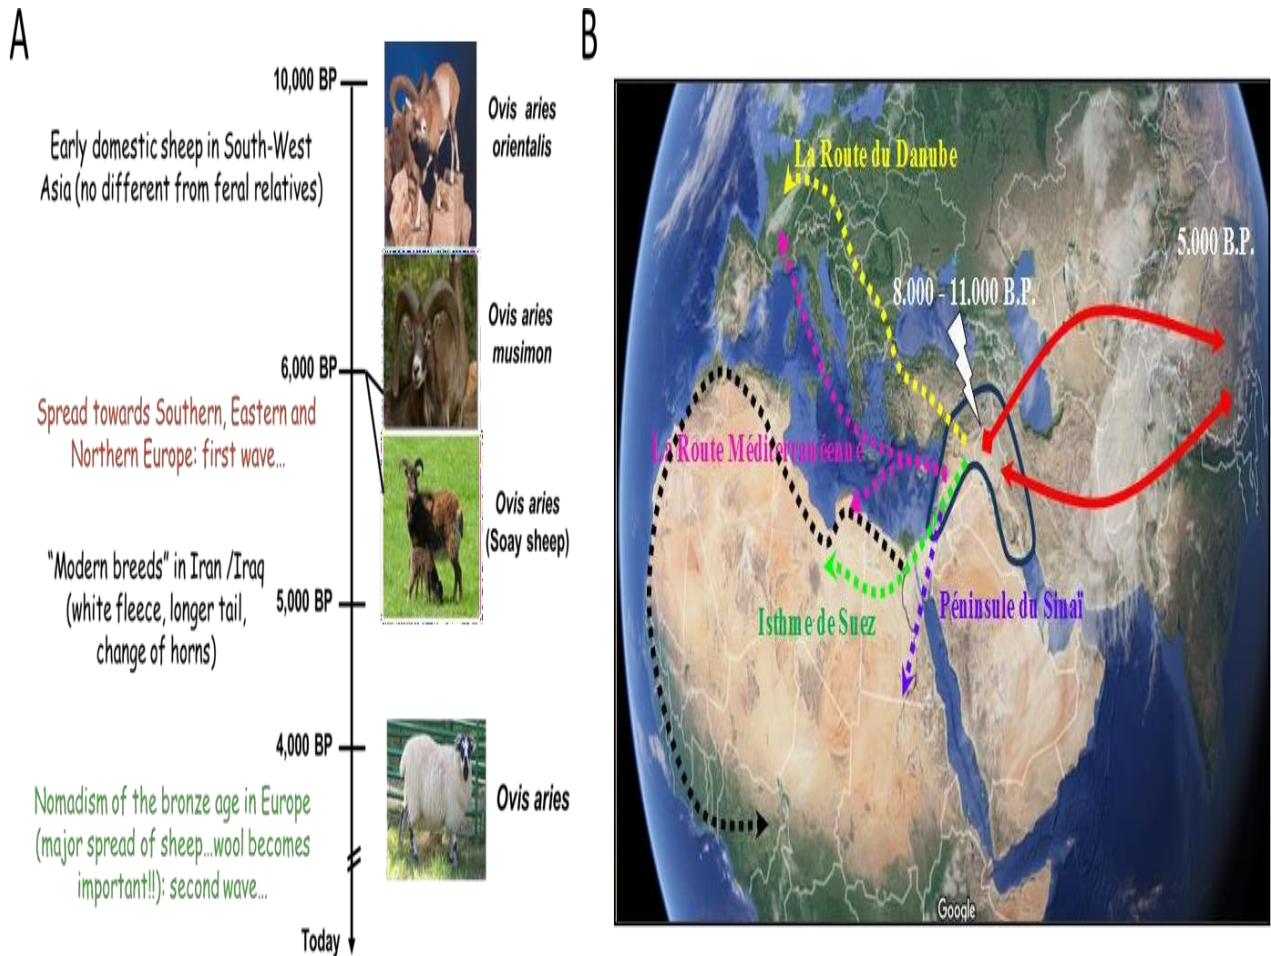 A
10,000 BP
Early domestic sheep in South-West
Asia (no different from feral relatives)
Ovis aries
orientalis
Ovis aries
musimon
6,000 BP
Spread towards Southern, Eastern and
Northern Europe: first wave...
Ovis aries
(Soay sheep)
"Modern breeds" in Iran /Iraq
(white fleece, longer tail,
change of horns)
5,000 BP
4,000 BP
Nomadism of the bronze age in Europe
(major spread of sheep...wool becomes
important!!): second wave...
Ovis aries
Today
B
La Route du Danube
5.000 B.P.
8.000 - 11.000 B.P.
La Route Méditerranéenne
Isthme de Suez
Péninsule du Sinaï
Google